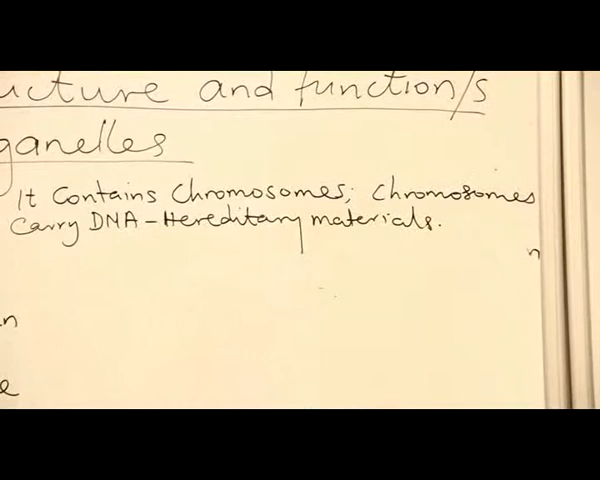 ucture and function/s
ganelles
It contains chromosomes; chromosomes
carry DNA - Hereditary materials.
n
n
e